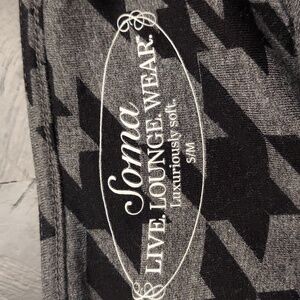 Soma
LIVE. LOUNGE. WEAR.
Luxuriously soft.
S/M